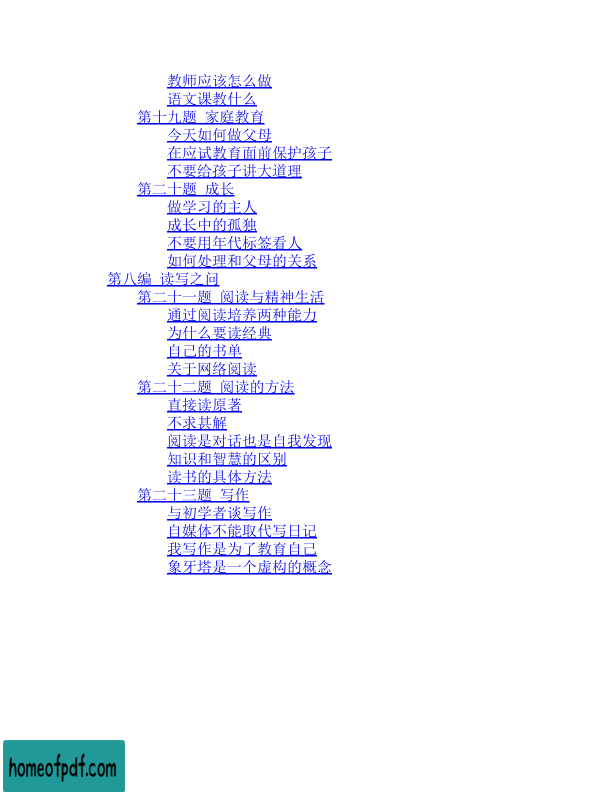 教师应该怎么做
语文课教什么
第十九题 家庭教育
今天如何做父母
在应试教育面前保护孩子
不要给孩子讲大道理
第二十题 成长
做学习的主人
成长中的孤独
不要用年代标签看人
如何处理和父母的关系
第八编 读写之问
第二十一题 阅读与精神生活
通过阅读培养两种能力
为什么要读经典
自己的书单
关于网络阅读
第二十二题 阅读的方法
直接读原著
不求甚解
阅读是对话也是自我发现
知识和智慧的区别
读书的具体方法
第二十三题 写作
与初学者谈写作
自媒体不能取代写日记
我写作是为了教育自己
象牙塔是一个虚构的概念
homeofpdf.com